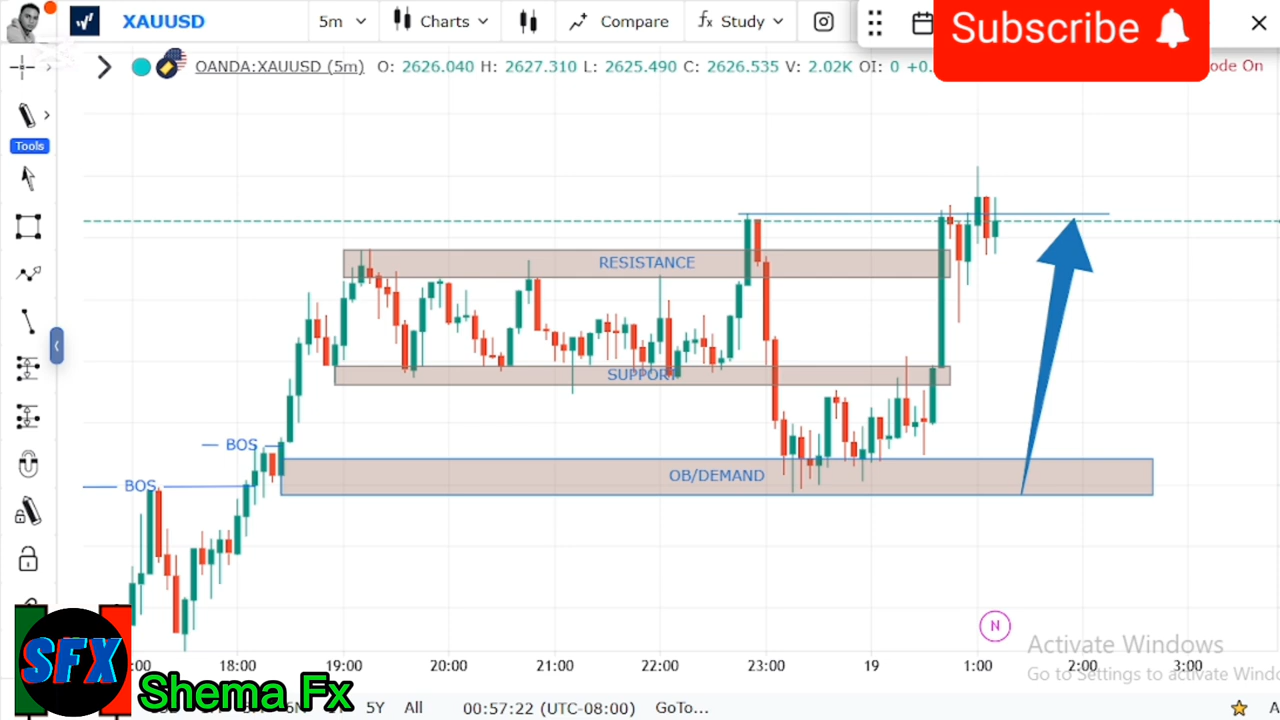 XAUUSD 5m Charts Compare fx Study Subscribe
OANDA:XAUUSD (5m) O: 2626.040 H: 2627.310 L: 2625.490 C: 2626.535 V: 2.02K OI: 0 +0. ode On
Tools
RESISTANCE
SUPPORT
BOS
OB/DEMAND
BOS
N
Activate Windows
:00 18:00 19:00 20:00 21:00 22:00 23:00 19 1:00 2:00 3:00
Go to Settings to activate Windo
SFX
Shema Fx
5Y All 00:57:22 (UTC-08:00) GoTo... A